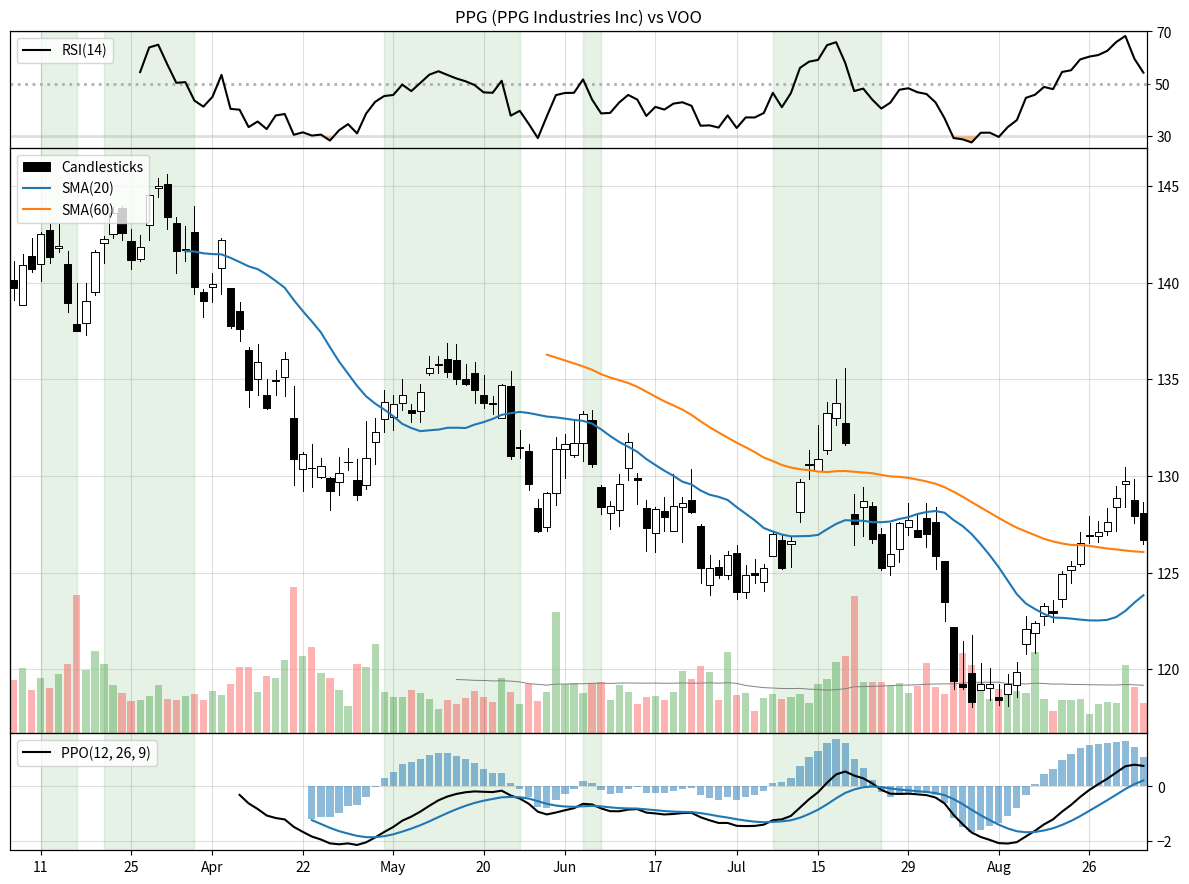 PPG (PPG Industries Inc) vs VOO
RSI(14)
70
50
30
Candlesticks
SMA(20)
SMA(60)
145
140
135
130
125
120
PPO(12, 26, 9)
0
−2
11 25 Apr 22 May 20 Jun 17 Jul 15 29 Aug 26